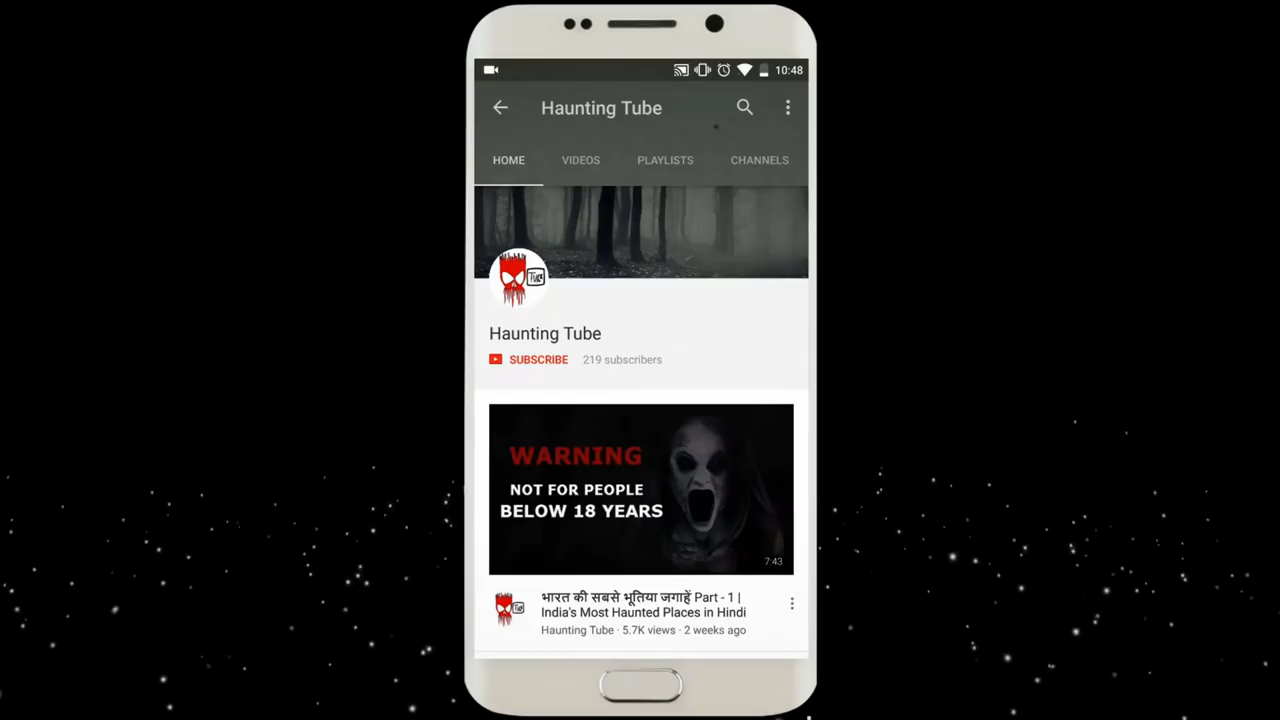 10:48
Haunting Tube
HOME VIDEOS PLAYLISTS CHANNELS
Tube
Haunting Tube
SUBSCRIBE 219 subscribers
WARNING
NOT FOR PEOPLE
BELOW 18 YEARS
7:43
भारत की सबसे भूतिया जगाहें Part - 1 |
India's Most Haunted Places in Hindi
Haunting Tube · 5.7K views · 2 weeks ago